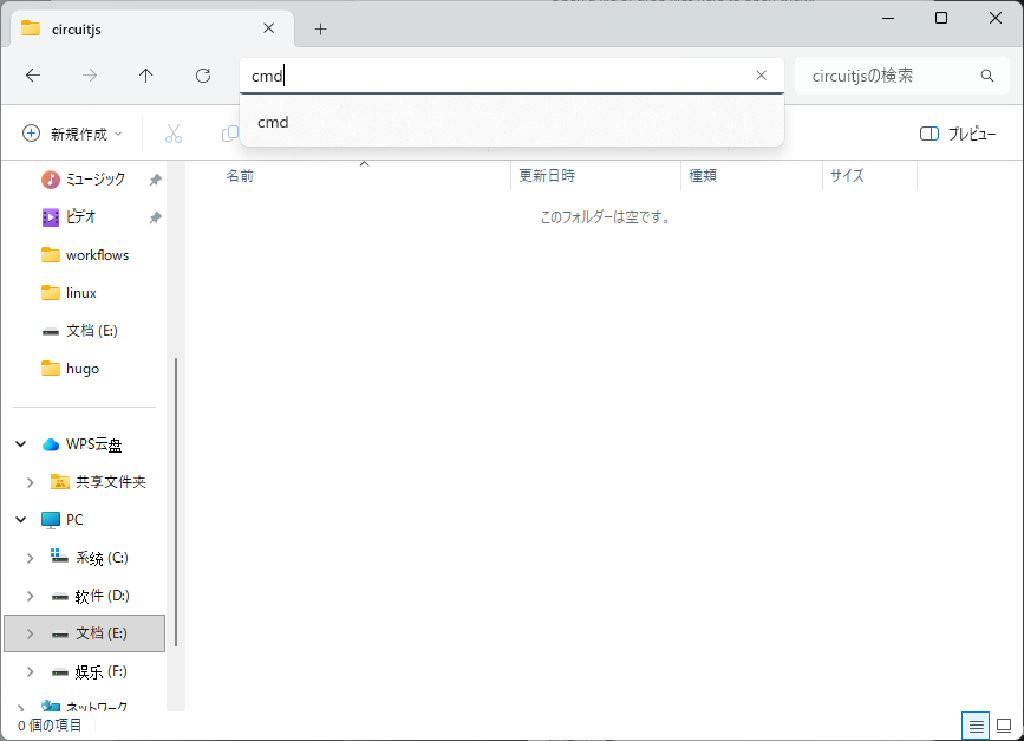 circuitjs
cmd
circuitjsの検索
cmd
新規作成
プレビュー
名前
更新日時
種類
サイズ
このフォルダーは空です。
ミュージック
ビデオ
workflows
linux
文档 (E:)
hugo
WPS云盘
共享文件夹
PC
系统 (C:)
软件 (D:)
文档 (E:)
娱乐 (F:)
ネットワーク
0 個の項目